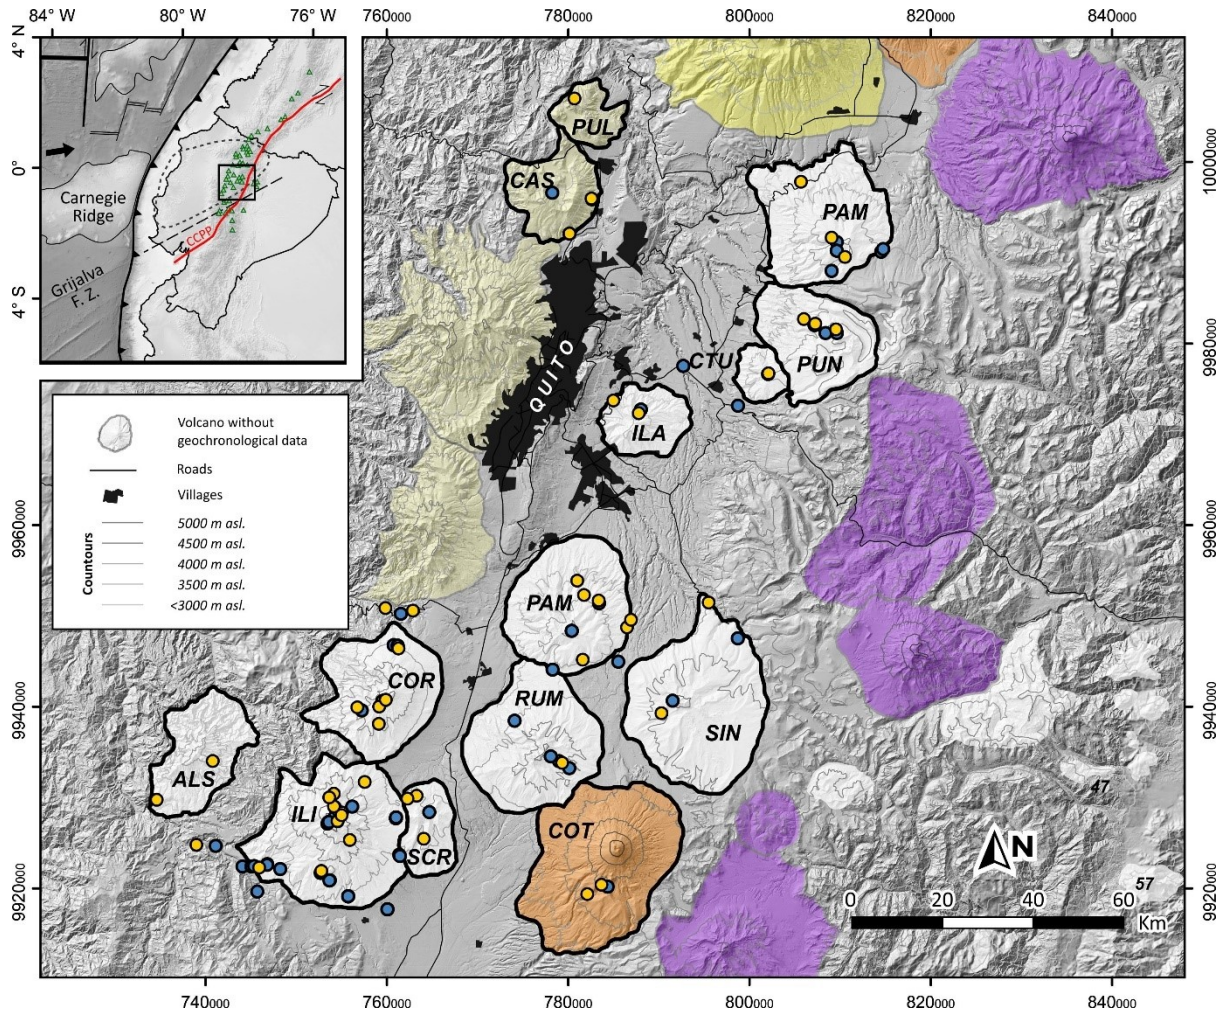 84° W
80° W
76° W
760000
780000
800000
820000
840000
4° N
0°
4° S
Carnegie
Ridge
Grijalva
F. Z.
CCPP
Volcano without
geochronological data
Roads
Villages
Countours
5000 m asl.
4500 m asl.
4000 m asl.
3500 m asl.
<3000 m asl.
PUL
CAS
PAM
PUN
CTU
QUITO
ILA
PAM
COR
RUM
SIN
ALS
ILI
SCR
COT
47
57
N
0
20
40
60
Km
10000000
9980000
9960000
9940000
9920000
9960000
9940000
9920000
740000
760000
780000
800000
820000
840000